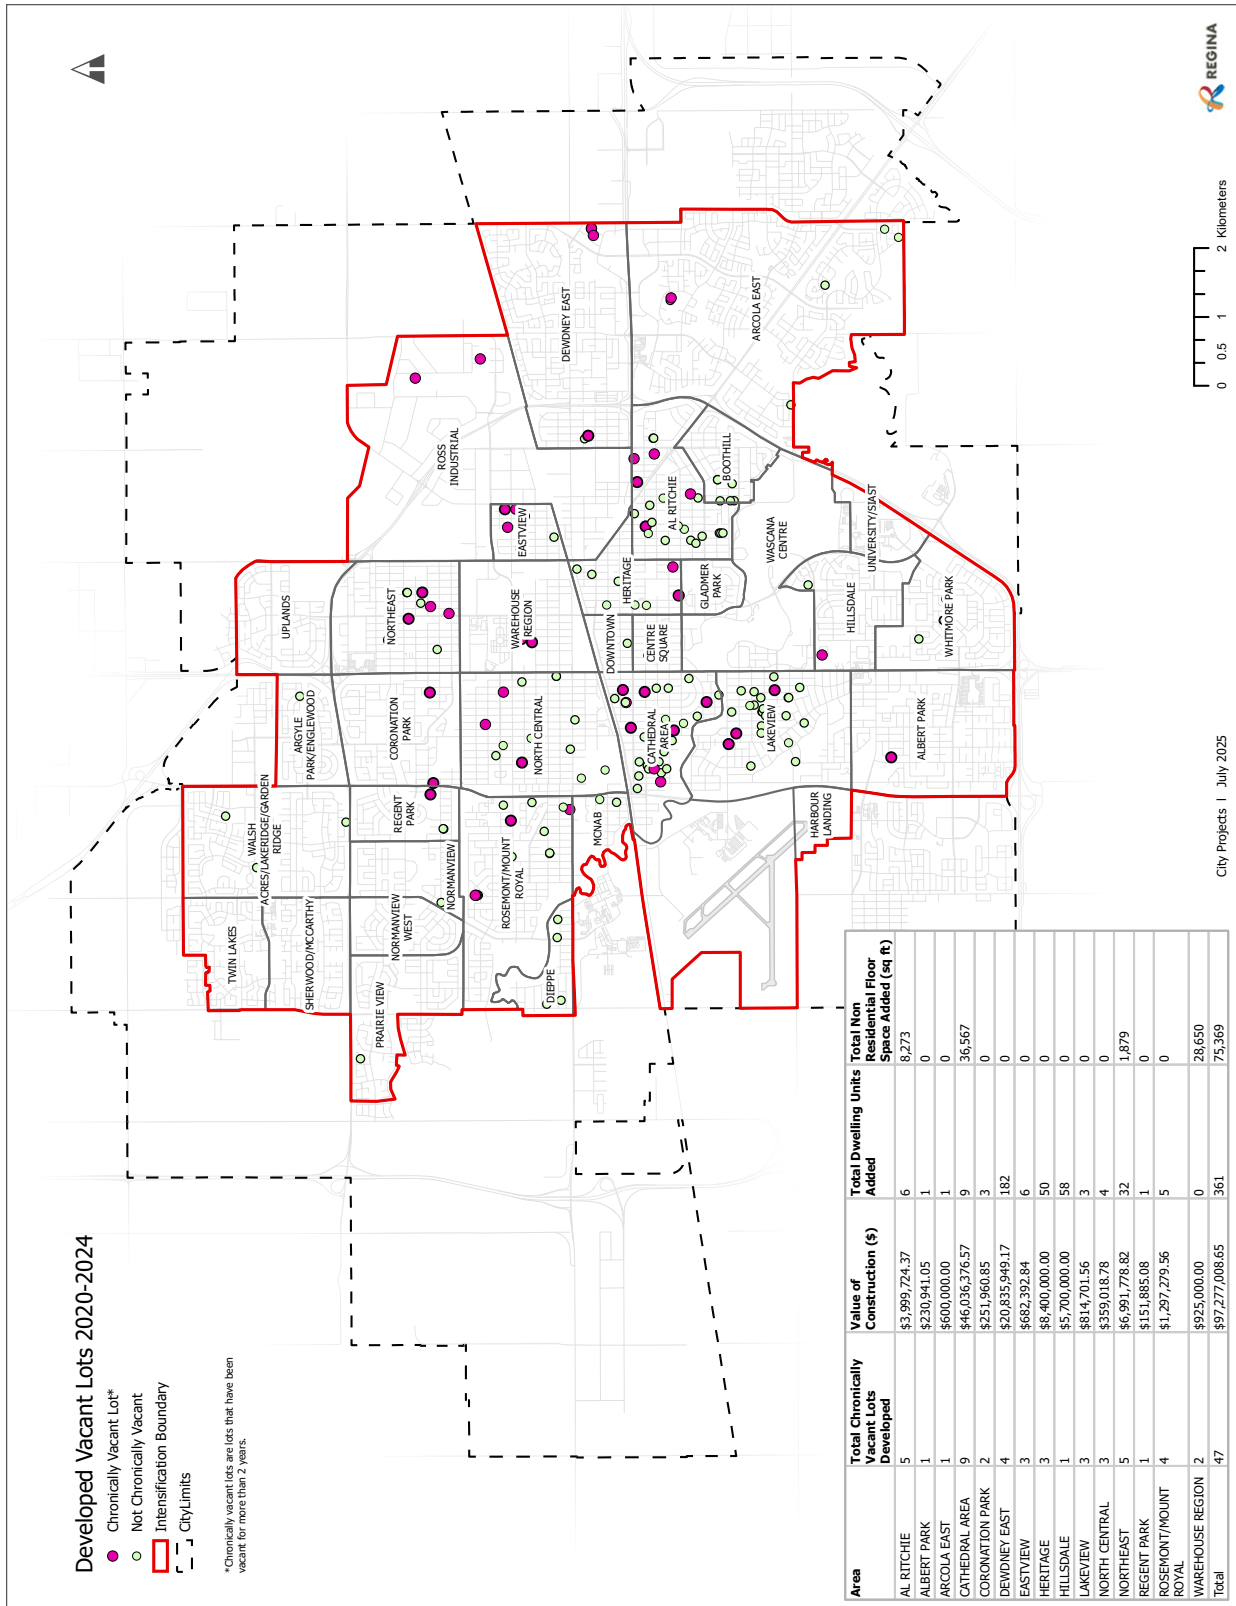 Developed Vacant Lots 2020-2024
Chronically Vacant Lot*
Not Chronically Vacant
Intensification Boundary
CityLimits
*Chronically vacant lots are lots that have been
vacant for more than 2 years.
TWIN LAKES
WALSH
ACRES/LAKERIDGE/GARDEN
RIDGE
SHERWOOD/MCCARTHY
ARGYLE
PARK/ENGLEWOOD
UPLANDS
PRAIRIE VIEW
NORMANVIEW
WEST
NORMANVIEW
REGENT
PARK
CORONATION
PARK
NORTHEAST
ROSS
INDUSTRIAL
DIEPPE
ROSEMONT/MOUNT
ROYAL
MCNAB
NORTH CENTRAL
WAREHOUSE
REGION
EASTVIEW
DEWDNEY EAST
DOWNTOWN
CENTRE
SQUARE
HERITAGE
CATHEDRAL
AREA
GLADMER
PARK
AL RITCHIE
BOOTHILL
ARCOLA EAST
LAKEVIEW
WASCANA
CENTRE
HARBOUR
LANDING
HILLSDALE
UNIVERSITY/SIAST
ALBERT PARK
WHITMORE PARK
Area Total Chronically Vacant Lots Developed Value of Construction ($) Total Dwelling Units Added Total Non Residential Floor Space Added (sq ft)
AL RITCHIE 5 $3,999,724.37 6 8,273
ALBERT PARK 1 $230,941.05 1 0
ARCOLA EAST 1 $600,000.00 1 0
CATHEDRAL AREA 9 $46,036,376.57 9 36,567
CORONATION PARK 2 $251,960.85 3 0
DEWDNEY EAST 4 $20,835,949.17 182 0
EASTVIEW 3 $682,392.84 6 0
HERITAGE 3 $8,400,000.00 50 0
HILLSDALE 1 $5,700,000.00 58 0
LAKEVIEW 3 $814,701.56 3 0
NORTH CENTRAL 3 $359,018.78 4 0
NORTHEAST 5 $6,991,778.82 32 1,879
REGENT PARK 1 $151,885.08 1 0
ROSEMONT/MOUNT ROYAL 4 $1,297,279.56 5 0
WAREHOUSE REGION 2 $925,000.00 0 28,650
Total 47 $97,277,008.65 361 75,369
City Projects I July 2025
0 0.5 1 2 Kilometers
REGINA